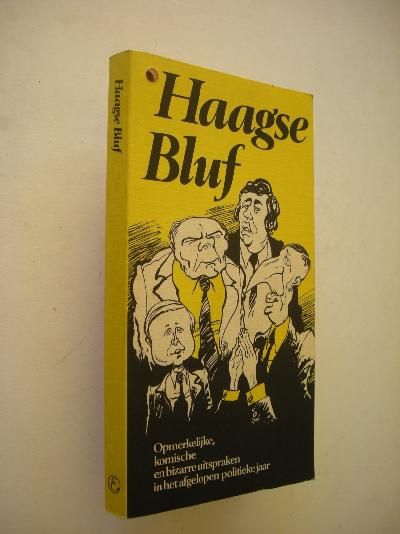 Haagse Bluf
Haagse
Bluf
Opmerkelijke,
komische
en bizarre uitspraken
in het afgelopen politieke jaar